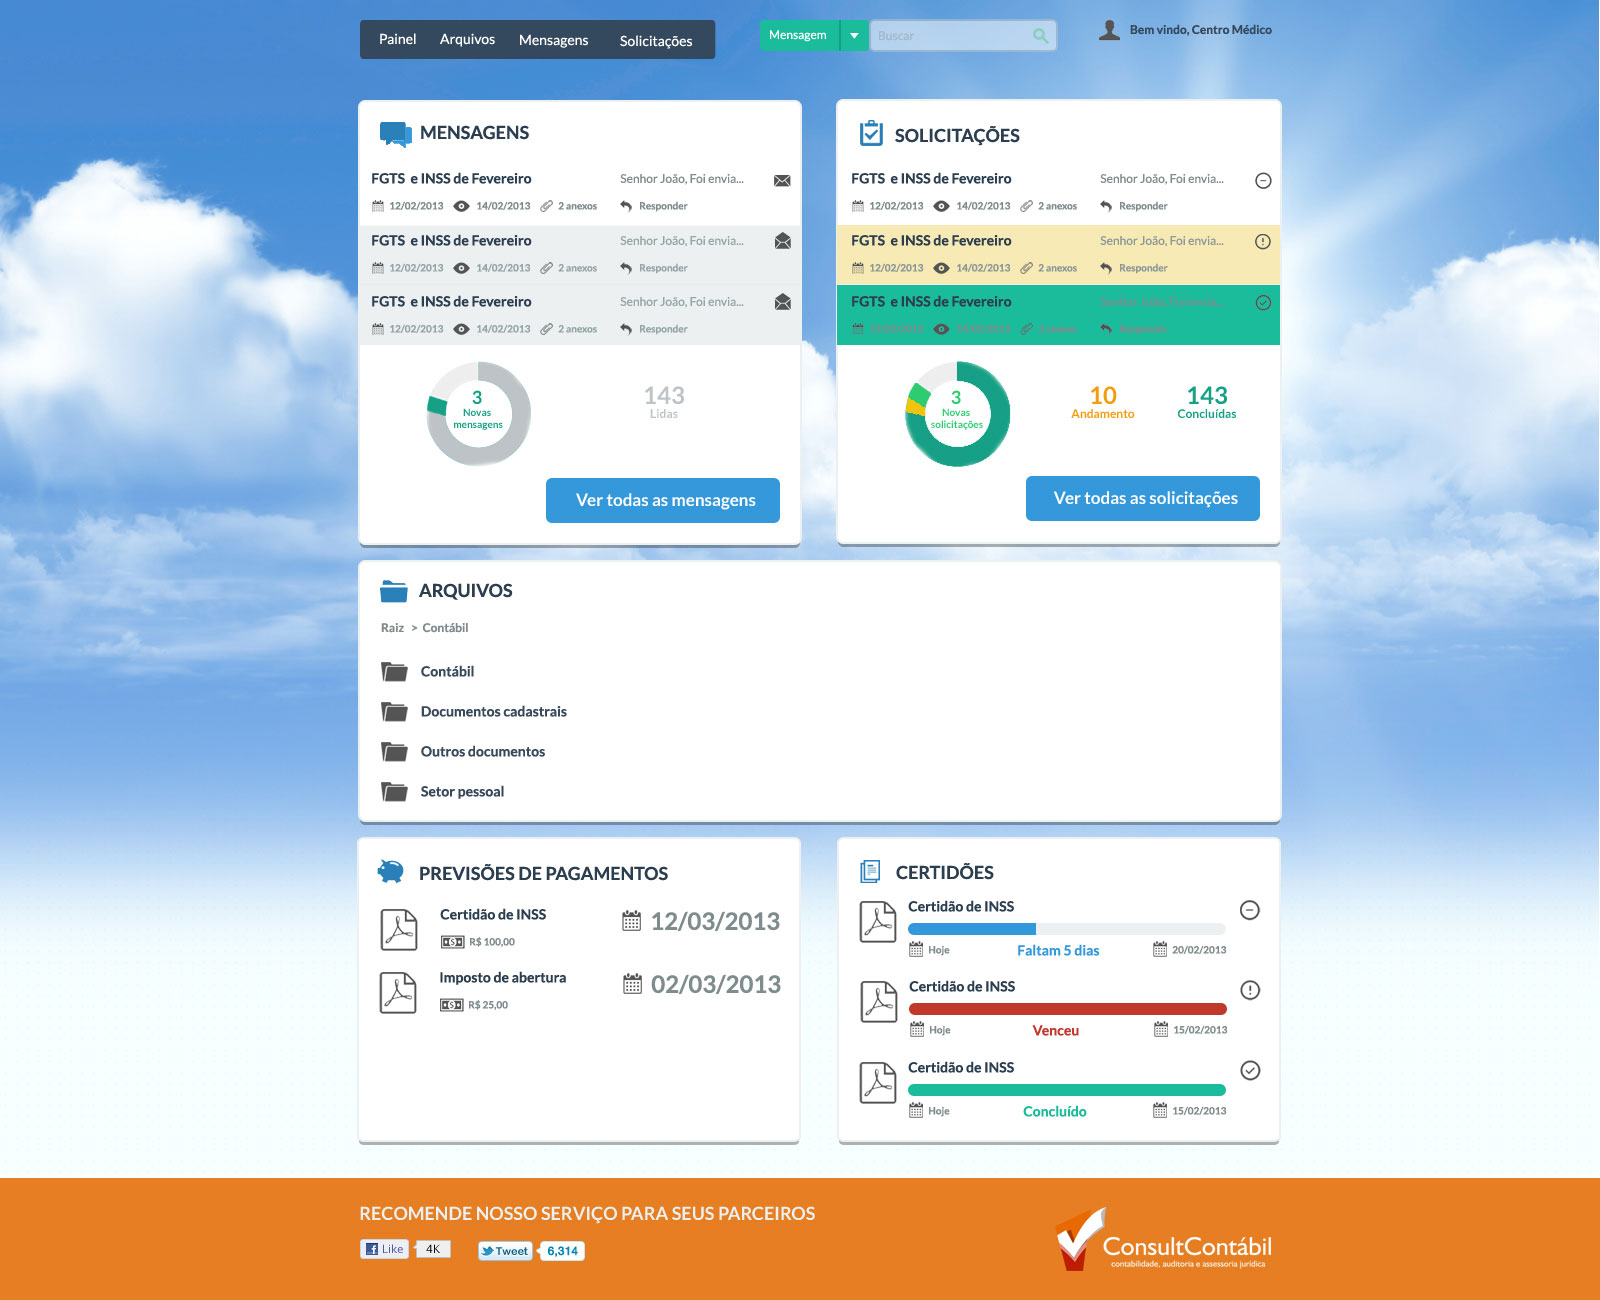 Painel Arquivos Mensagens Solicitações
Mensagem Buscar
Bem vindo, Centro Médico
MENSAGENS
FGTS e INSS de Fevereiro Senhor João, Foi envia...
12/02/2013 14/02/2013 2 anexos Responder
FGTS e INSS de Fevereiro Senhor João, Foi envia...
12/02/2013 14/02/2013 2 anexos Responder
FGTS e INSS de Fevereiro Senhor João, Foi envia...
12/02/2013 14/02/2013 2 anexos Responder
3
Novas
mensagens
143
Lidas
Ver todas as mensagens
SOLICITAÇÕES
FGTS e INSS de Fevereiro Senhor João, Foi envia...
12/02/2013 14/02/2013 2 anexos Responder
FGTS e INSS de Fevereiro Senhor João, Foi envia...
12/02/2013 14/02/2013 2 anexos Responder
FGTS e INSS de Fevereiro Senhor João, Foi envia...
12/02/2013 14/02/2013 2 anexos Responder
3
Novas
solicitações
10
Andamento
143
Concluídas
Ver todas as solicitações
ARQUIVOS
Raiz > Contábil
Contábil
Documentos cadastrais
Outros documentos
Setor pessoal
PREVISÕES DE PAGAMENTOS
Certidão de INSS 12/03/2013
R$ 100,00
Imposto de abertura 02/03/2013
R$ 25,00
CERTIDÕES
Certidão de INSS
Hoje Faltam 5 dias 20/02/2013
Certidão de INSS
Hoje Venceu 15/02/2013
Certidão de INSS
Hoje Concluído 15/02/2013
RECOMENDE NOSSO SERVIÇO PARA SEUS PARCEIROS
Like 4K Tweet 6,314
ConsultContábil
contabilidade, auditoria e assessoria jurídica